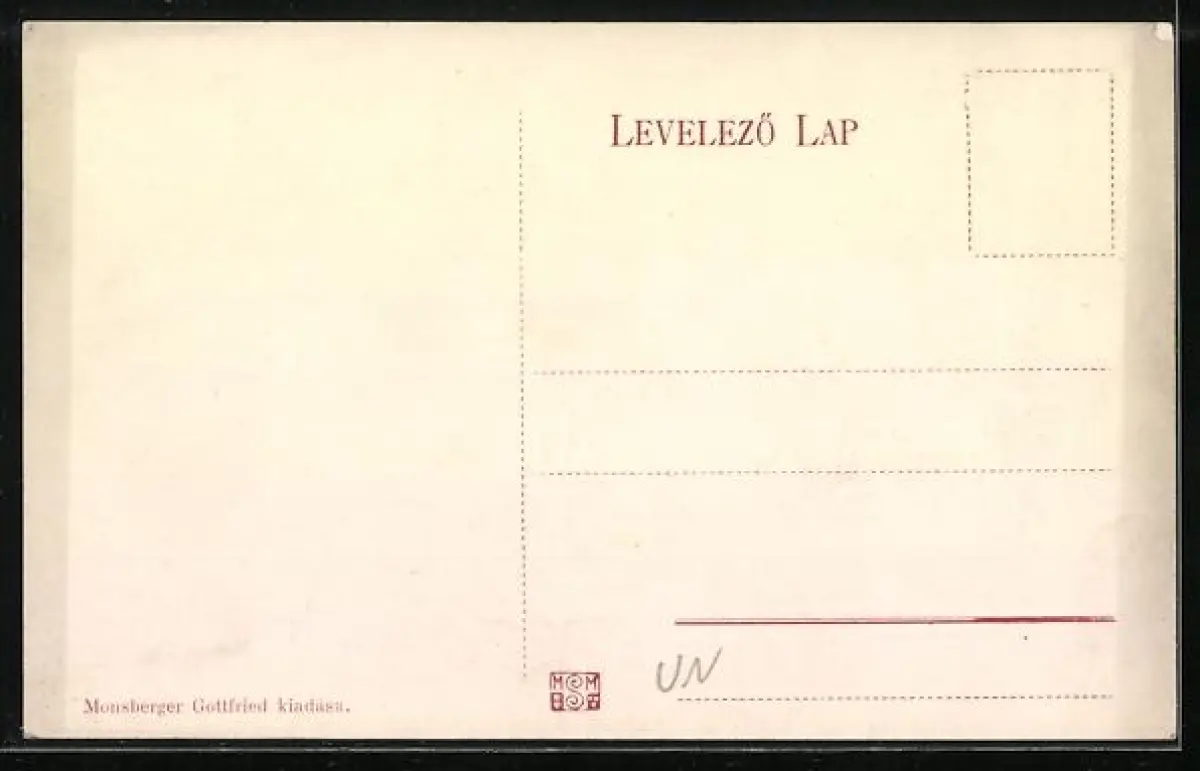 LEVELEZŐ LAP
UN
M M
Monsberger Gottfried kiadása.